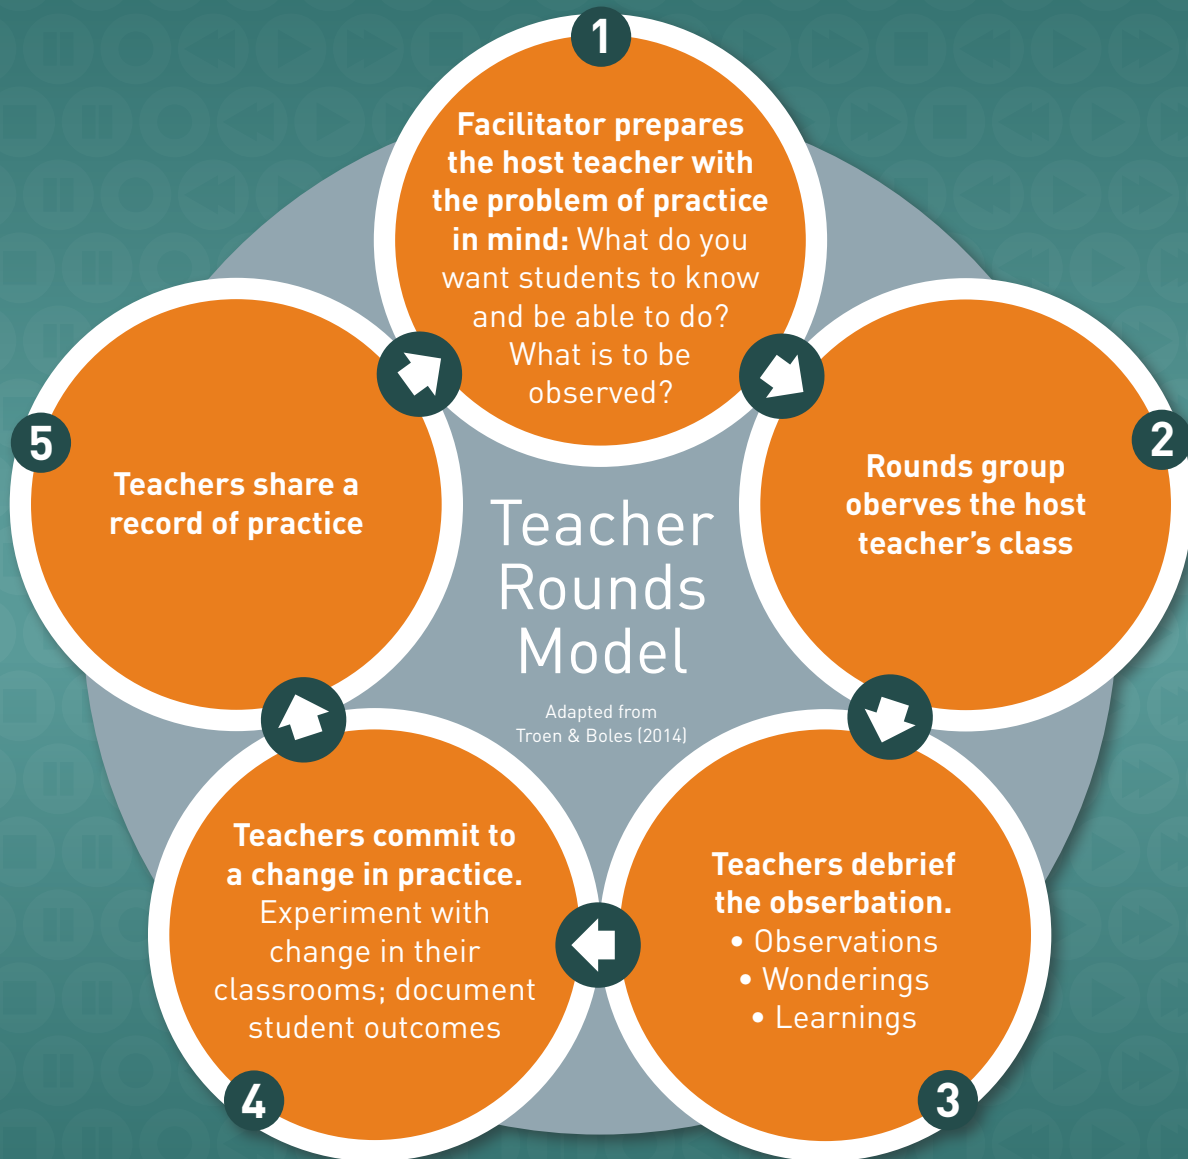 1
Facilitator prepares
the host teacher with
the problem of practice
in mind: What do you
want students to know
and be able to do?
What is to be
observed?
2
Rounds group
oberves the host
teacher's class
3
Teachers debrief
the obserbation.
• Observations
• Wonderings
• Learnings
4
Teachers commit to
a change in practice.
Experiment with
change in their
classrooms; document
student outcomes
5
Teachers share a
record of practice
Teacher
Rounds
Model
Adapted from
Troen & Boles (2014)